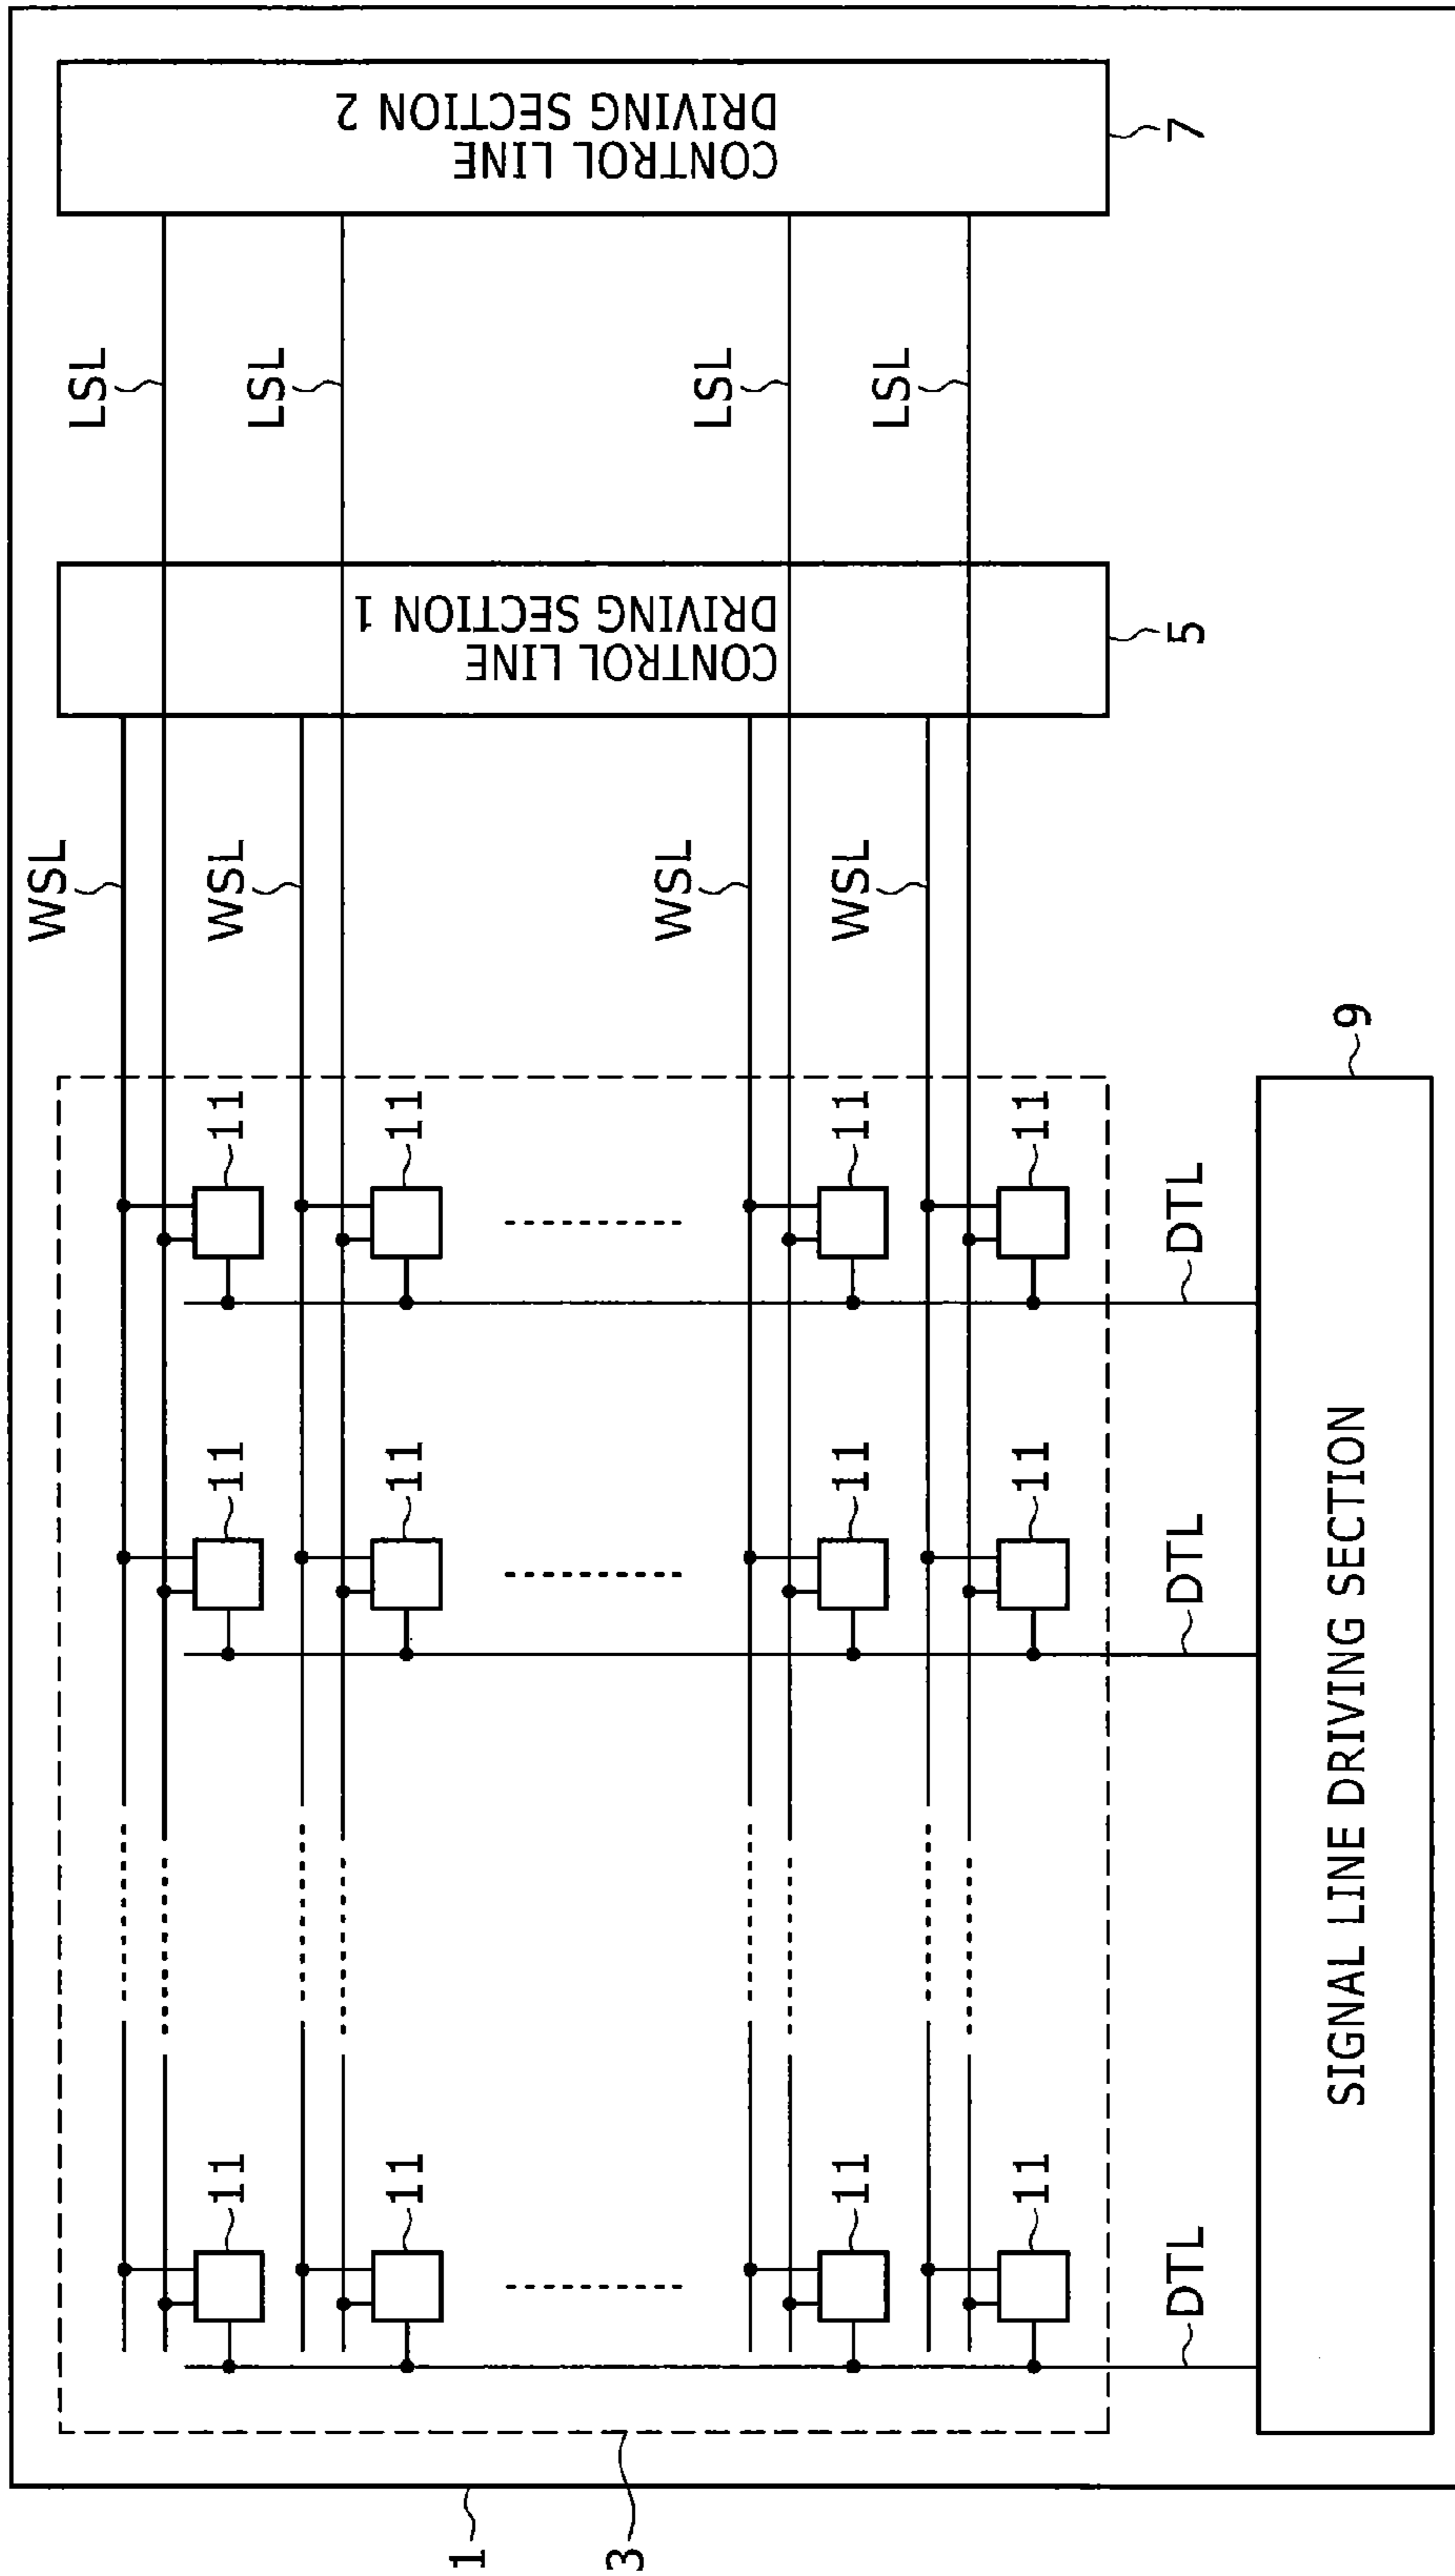 WSL
LSL
11
11
11
WSL
LSL
11
11
11
1
CONTROL LINE
DRIVING SECTION 1
CONTROL LINE
DRIVING SECTION 2
3
WSL
LSL
11
11
11
WSL
LSL
11
11
11
DTL
DTL
DTL
5
7
SIGNAL LINE DRIVING SECTION
9